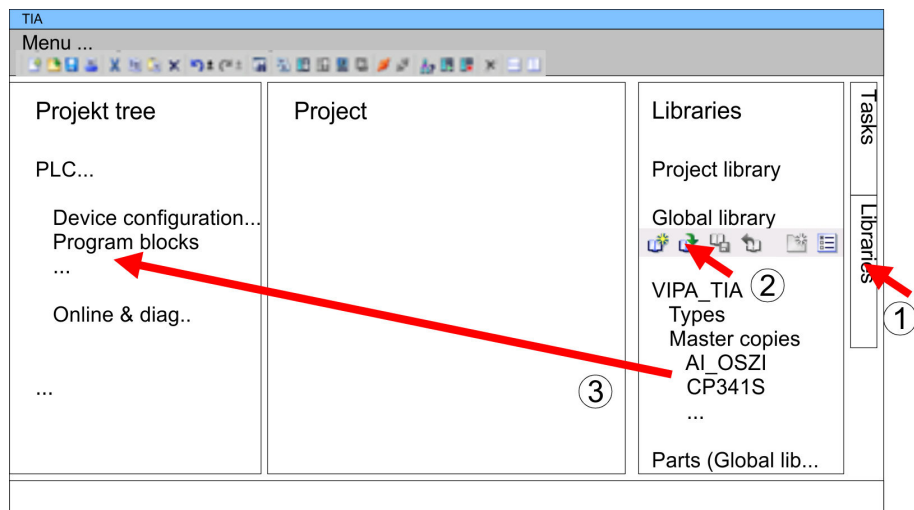 TIA
Menu ...
Projekt tree
PLC...
Device configuration...
Program blocks
...
Online & diag..
...
Project
③
Libraries
Project library
Global library
②
VIPA_TIA
Types
Master copies
AI_OSZI
CP341S
...
Parts (Global lib...
Tasks
Libraries
①